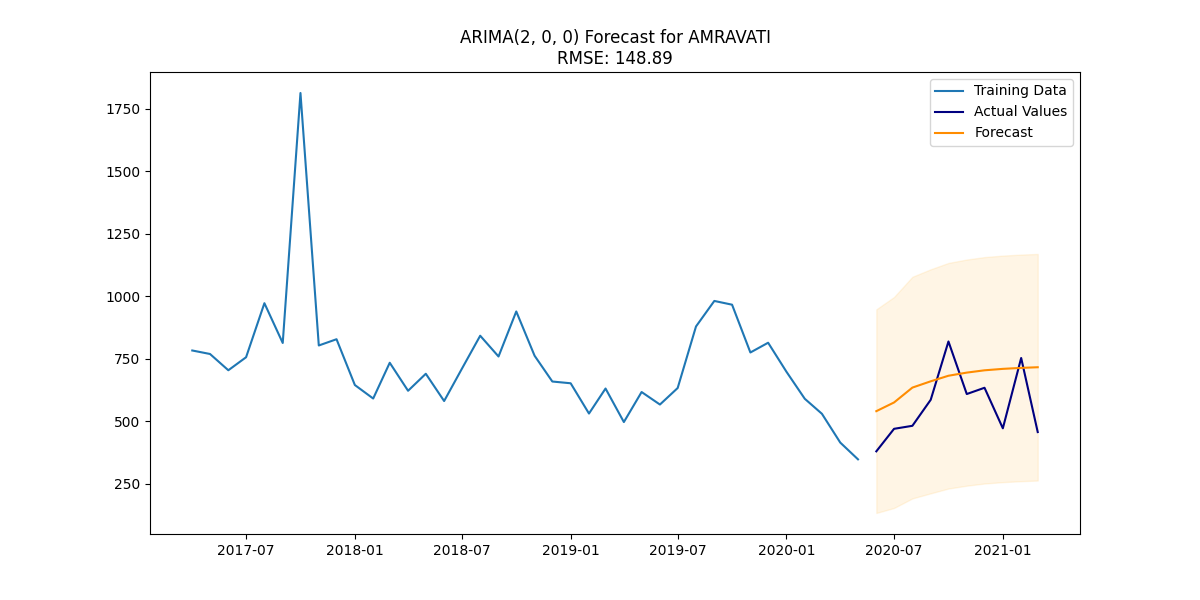 ARIMA(2, 0, 0) Forecast for AMRAVATI
RMSE: 148.89
Training Data
Actual Values
Forecast
1750
1500
1250
1000
750
500
250
2017-07 2018-01 2018-07 2019-01 2019-07 2020-01 2020-07 2021-01